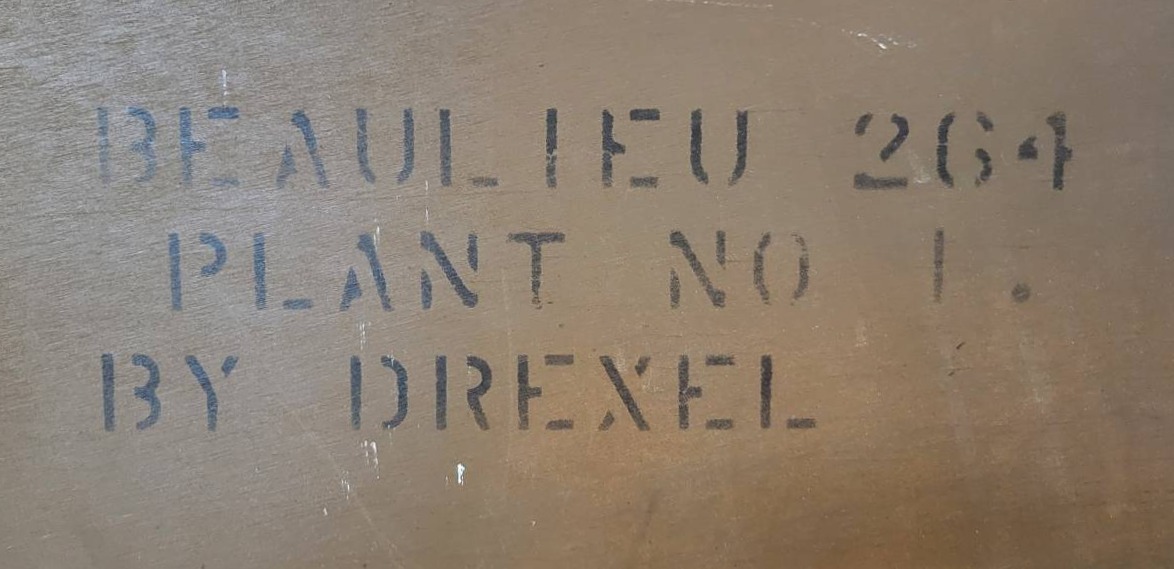 BEAULIEU 264
PLANT NO 1.
BY DREXEL